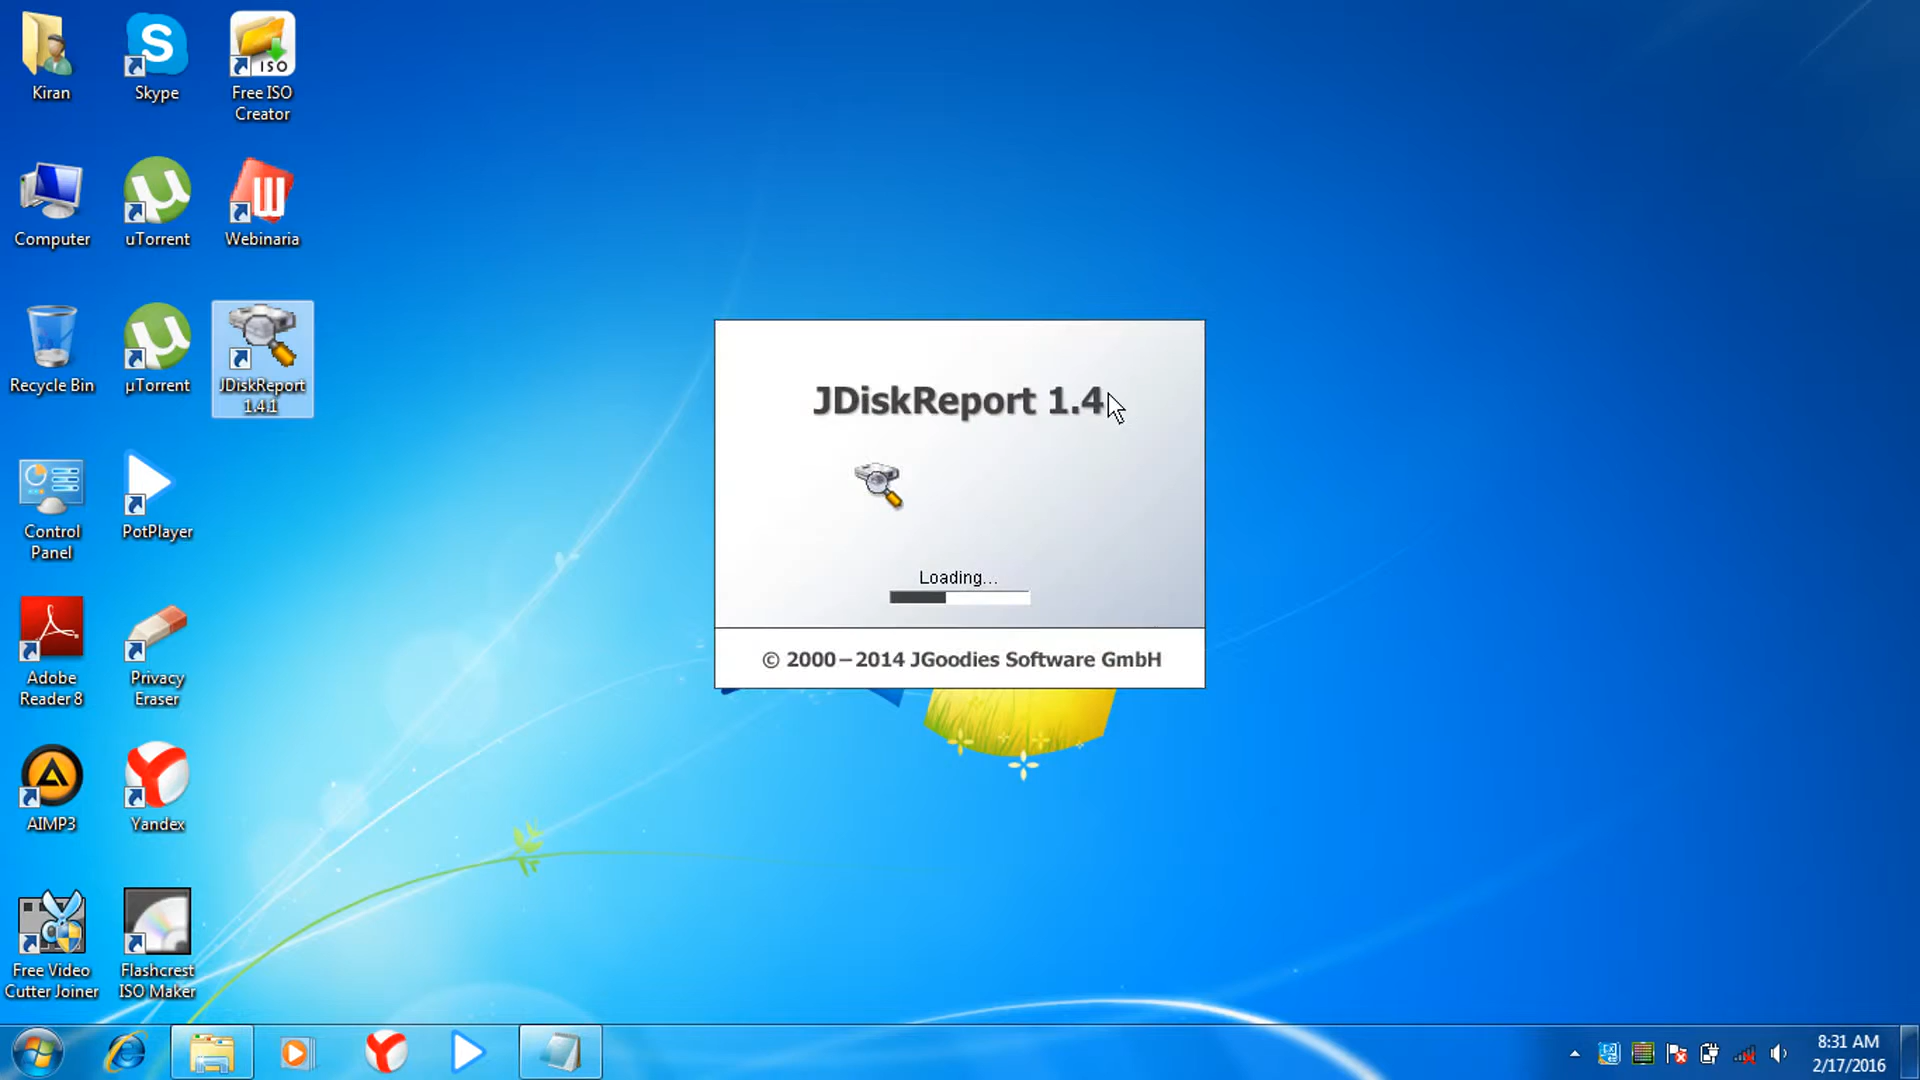 Kiran
Skype
ISO
Free ISO
Creator
Computer
uTorrent
Webinaria
Recycle Bin
µTorrent
JDiskReport
1.4.1
Control
Panel
PotPlayer
Adobe
Reader 8
Privacy
Eraser
AIMP3
Yandex
Free Video
Cutter Joiner
Flashcrest
ISO Maker
JDiskReport 1.4
Loading...
© 2000–2014 JGoodies Software GmbH
8:31 AM
2/17/2016